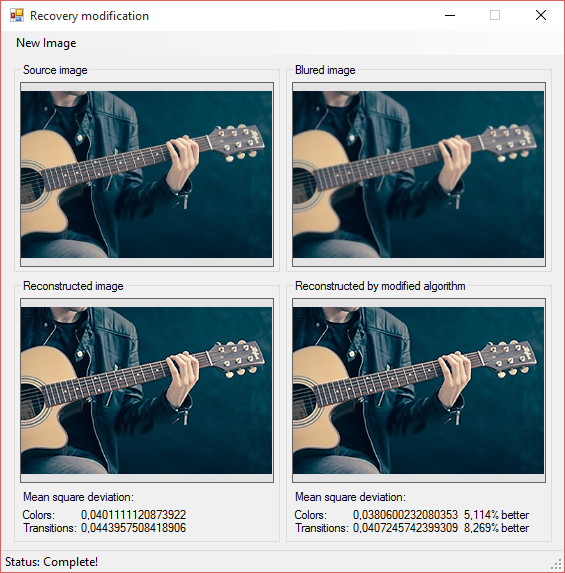 Recovery modification
New Image
Source image
Blured image
Reconstructed image
Reconstructed by modified algorithm
Mean square deviation:
Colors: 0,0401111120873922
Transitions: 0,0443957508418906
Mean square deviation:
Colors: 0,0380600232080353 5,114% better
Transitions: 0,0407245742399309 8,269% better
Status: Complete!